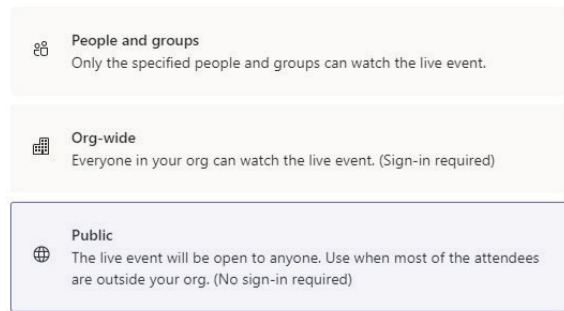 People and groups
Only the specified people and groups can watch the live event.
Org-wide
Everyone in your org can watch the live event. (Sign-in required)
Public
The live event will be open to anyone. Use when most of the attendees
are outside your org. (No sign-in required)